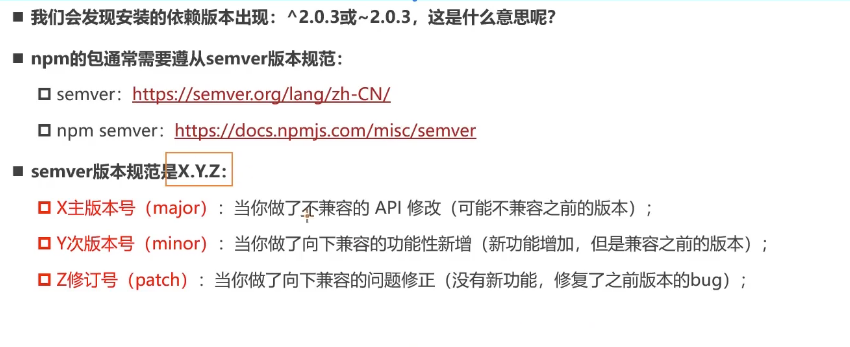 我们会发现安装的依赖版本出现：^2.0.3或~2.0.3，这是什么意思呢？
npm的包通常需要遵从semver版本规范：
semver：https://semver.org/lang/zh-CN/
npm semver：https://docs.npmjs.com/misc/semver
semver版本规范是X.Y.Z：
X主版本号（major）：当你做了不兼容的 API 修改（可能不兼容之前的版本）；
Y次版本号（minor）：当你做了向下兼容的功能性新增（新功能增加，但是兼容之前的版本）；
Z修订号（patch）：当你做了向下兼容的问题修正（没有新功能，修复了之前版本的bug）；